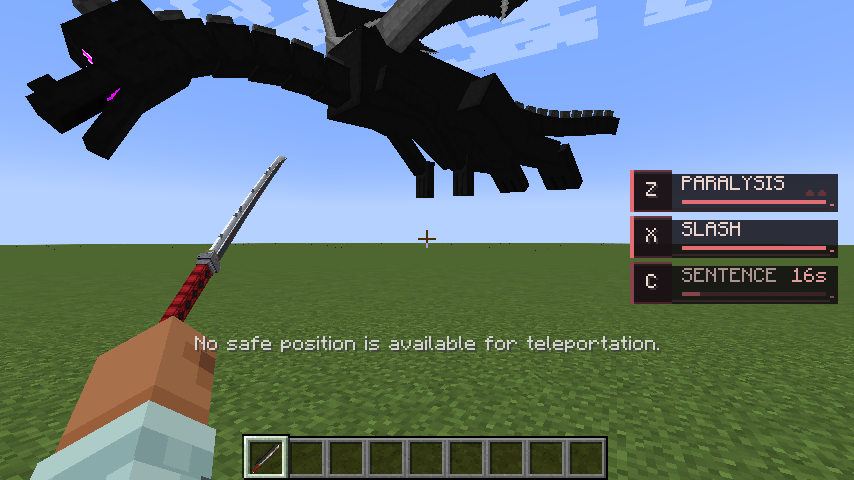 Z PARALYSIS
X SLASH
C SENTENCE 16s
No safe position is available for teleportation.